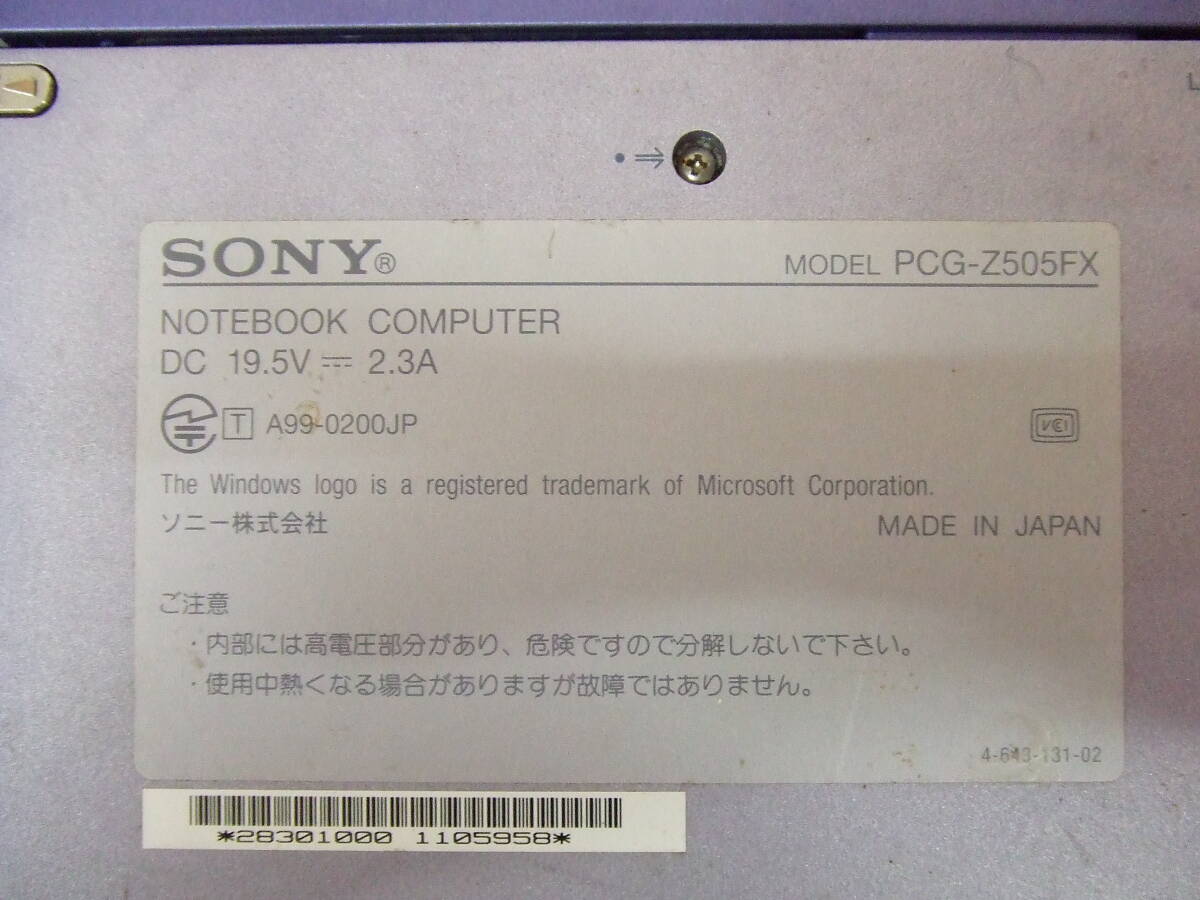 SONY®
MODEL PCG-Z505FX
NOTEBOOK COMPUTER
DC 19.5V ⎓ 2.3A
T A99-0200JP
VCCI
The Windows logo is a registered trademark of Microsoft Corporation.
ソニー株式会社
MADE IN JAPAN
ご注意
・内部には高電圧部分があり、危険ですので分解しないで下さい。
・使用中熱くなる場合がありますが故障ではありません。
4-643-131-02
*28301000 1105958*